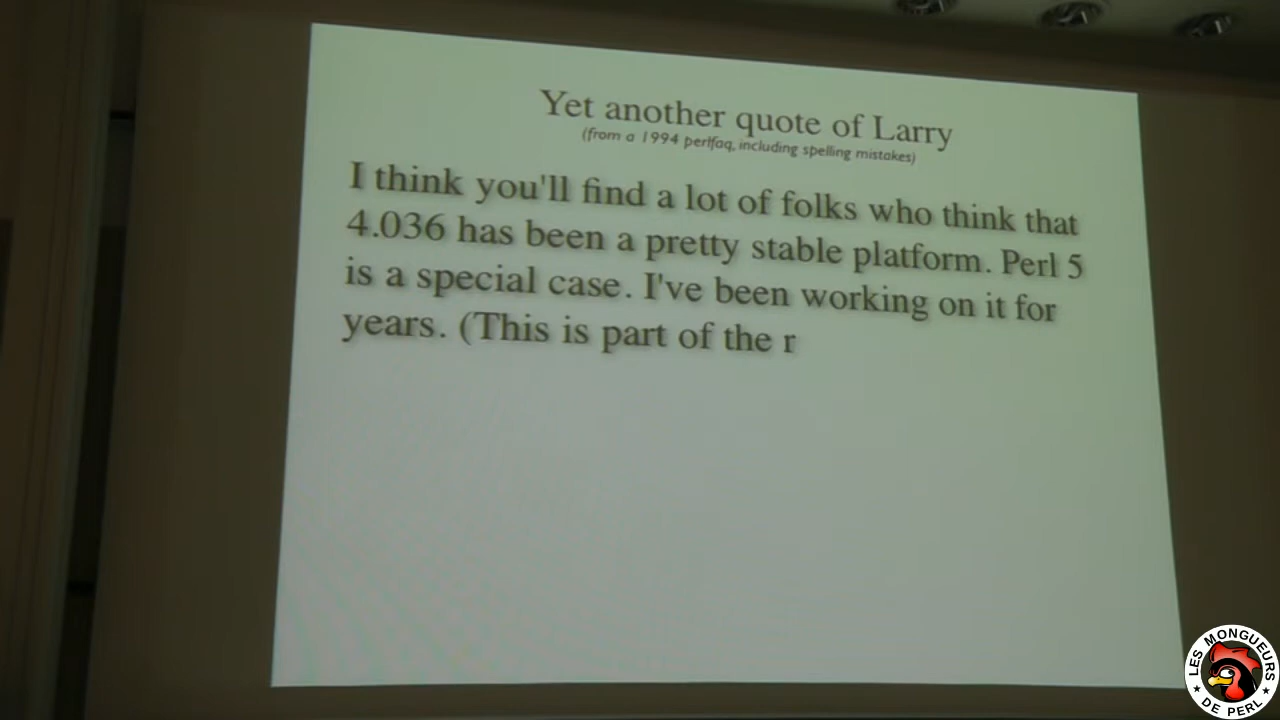 Yet another quote of Larry
(from a 1994 perlfaq, including spelling mistakes)
I think you'll find a lot of folks who think that
4.036 has been a pretty stable platform. Perl 5
is a special case. I've been working on it for
years. (This is part of the r
LES MONGUEURS
DE PERL